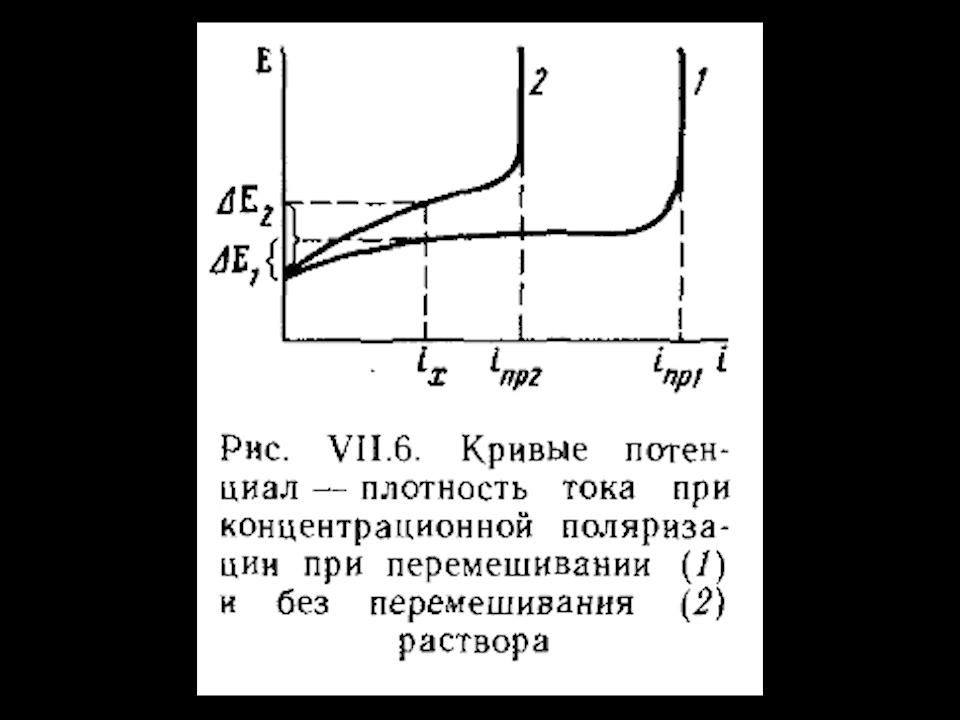 E
2
1
ΔE₂
ΔE₁
iₓ
iпр2
iпр1
i
Рис. VII.6. Кривые потен-
циал — плотность тока при
концентрационной поляриза-
ции при перемешивании (1)
и без перемешивания (2)
раствора